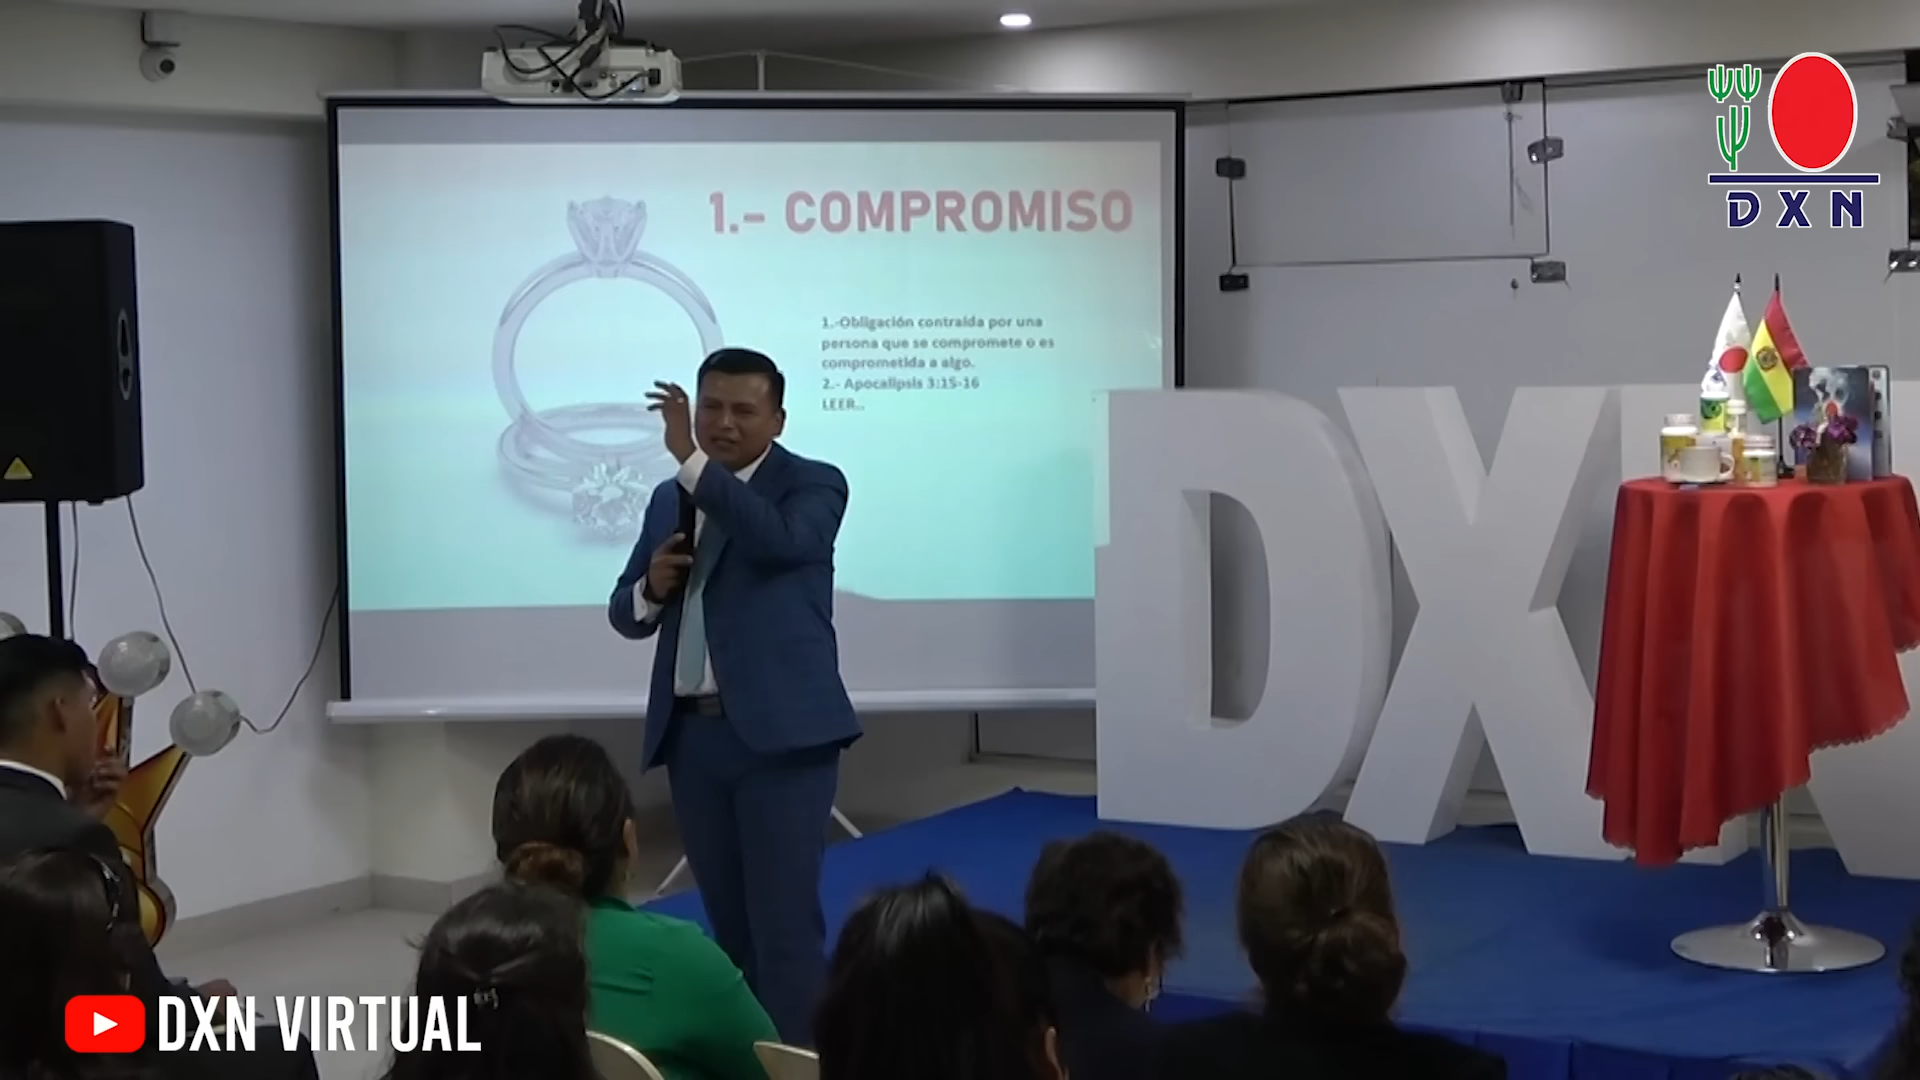 1.- COMPROMISO
1.-Obligación contraída por una
persona que se compromete o es
comprometida a algo.
2.- Apocalipsis 3:15-16
LEER...
DXN
DX
DXN VIRTUAL